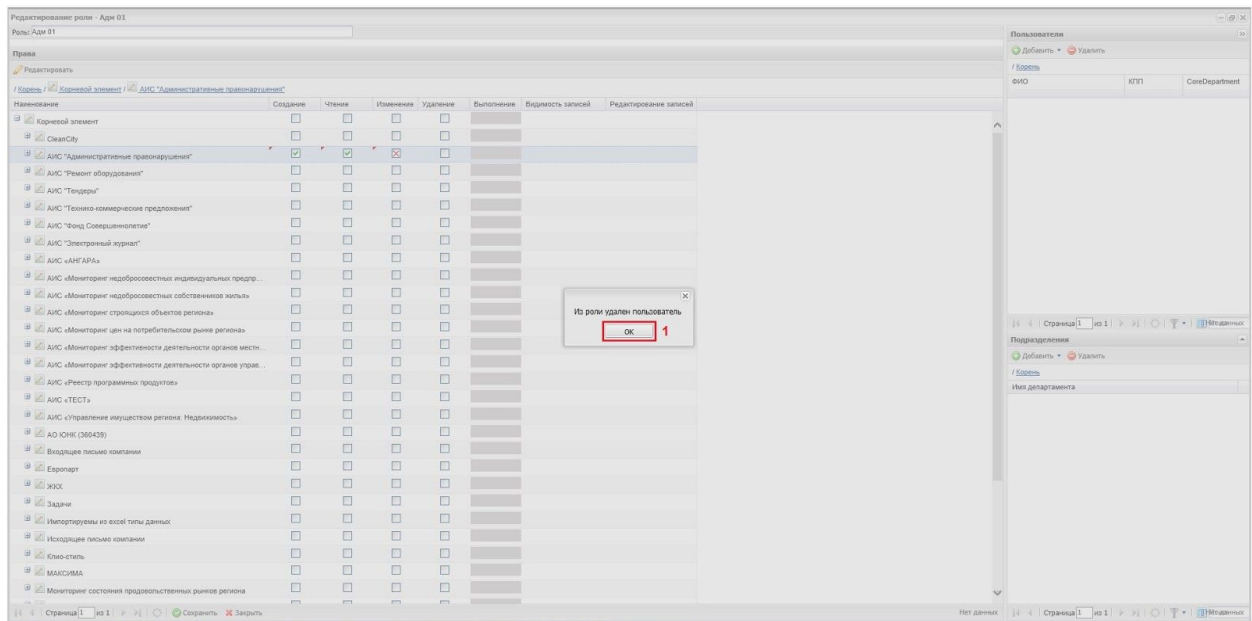 Редактирование роли - Адм 01
Роль: Адм 01
Права
Редактировать
/ Корень / Корневой элемент / АИС "Административные правонарушения"
Наименование Создание Чтение Изменение Удаление Выполнение Видимость записей Редактирование записей
Корневой элемент
CleanCity
АИС "Административные правонарушения"
АИС "Ремонт оборудования"
АИС "Тендеры"
АИС "Технико-коммерческие предложения"
АИС "Фонд Совершеннолетие"
АИС "Электронный журнал"
АИС «АНГАРА»
АИС «Мониторинг недобросовестных индивидуальных предпр...
АИС «Мониторинг недобросовестных собственников жилья»
АИС «Мониторинг строящихся объектов региона»
АИС «Мониторинг цен на потребительском рынке региона»
АИС «Мониторинг эффективности деятельности органов местн...
АИС «Мониторинг эффективности деятельности органов управ...
АИС «Реестр программных продуктов»
АИС «ТЕСТ»
АИС «Управление имуществом региона: Недвижимость»
АО ЮНК (360439)
Входящее письмо компании
Европарт
ЖКХ
Задачи
Импортируемы из excel типы данных
Исходящее письмо компании
Клио-стиль
МАКСИМА
Мониторинг состояния продовольственных рынков региона
Страница 1 из 1 Сохранить Закрыть Нет данных
Из роли удален пользователь
ОК 1
Пользователи
Добавить Удалить
/ Корень
ФИО КПП CoreDepartment
Страница 1 из 1
Подразделения
Добавить Удалить
/ Корень
Имя департамента
Страница 1 из 1